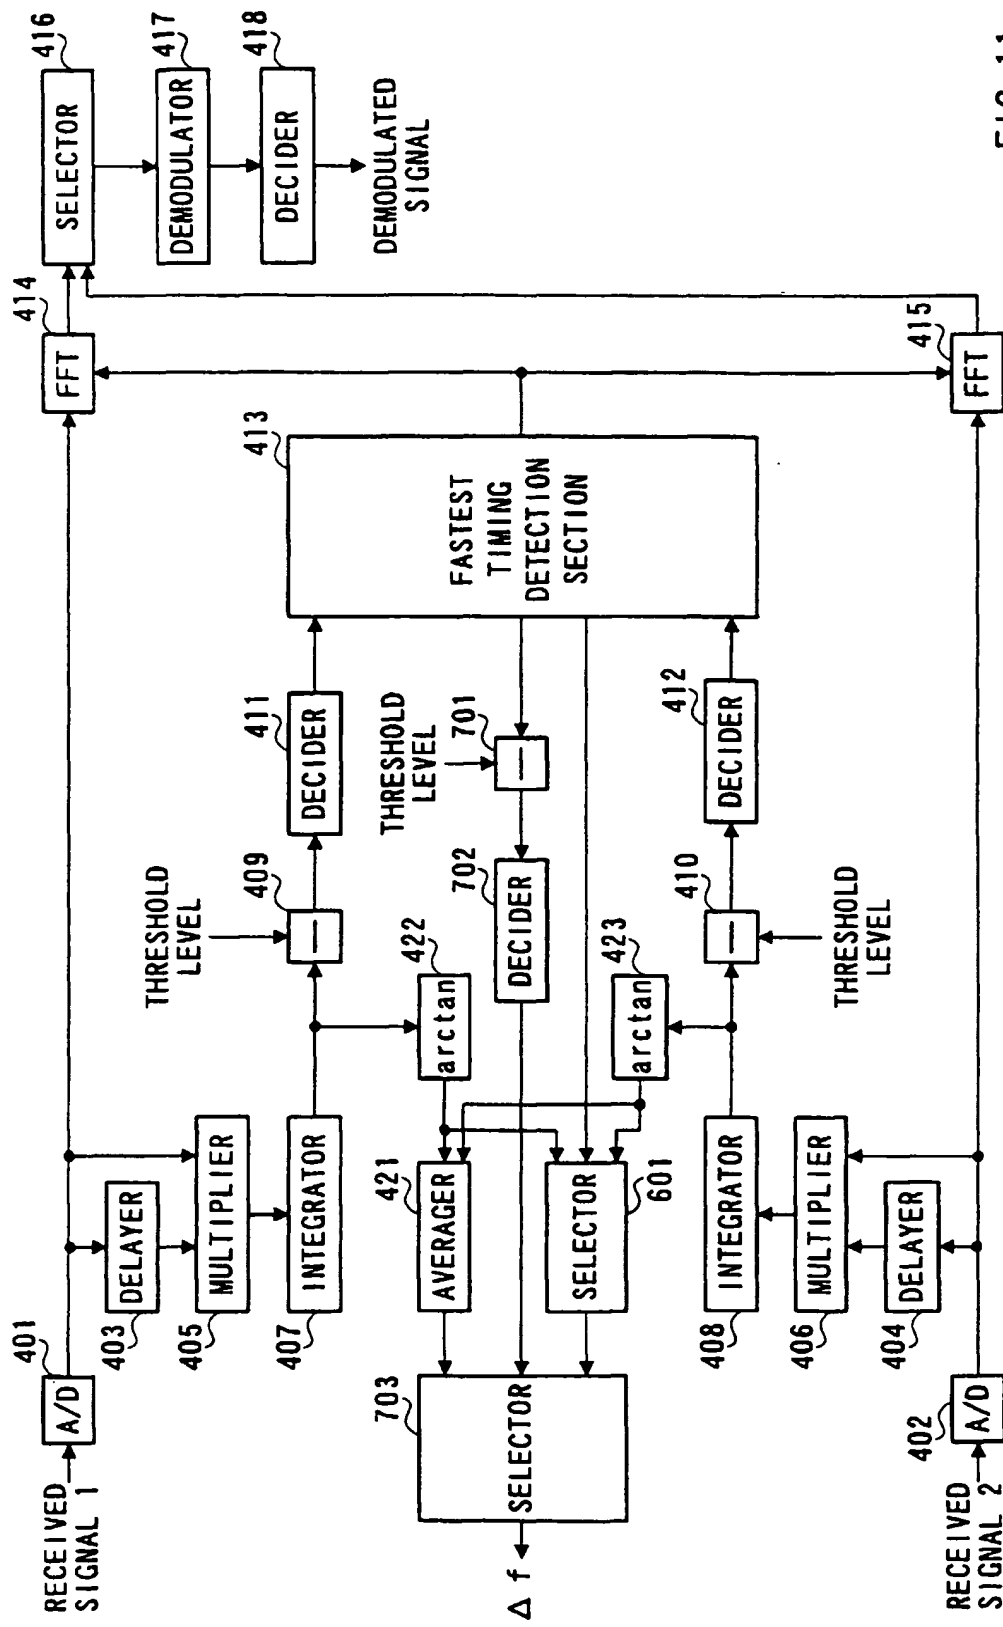 RECEIVED
SIGNAL 1
401
A/D
403
DELAYER
405
MULTIPLIER
407
INTEGRATOR
THRESHOLD
LEVEL
409
—
411
DECIDER
422
arctan
413
FASTEST
TIMING
DETECTION
SECTION
414
FFT
416
SELECTOR
417
DEMODULATOR
418
DECIDER
DEMODULATED
SIGNAL
Δ f
703
SELECTOR
421
AVERAGER
SELECTOR
601
702
DECIDER
THRESHOLD
LEVEL
701
—
423
arctan
408
INTEGRATOR
406
MULTIPLIER
404
DELAYER
410
—
THRESHOLD
LEVEL
412
DECIDER
415
FFT
402
A/D
RECEIVED
SIGNAL 2